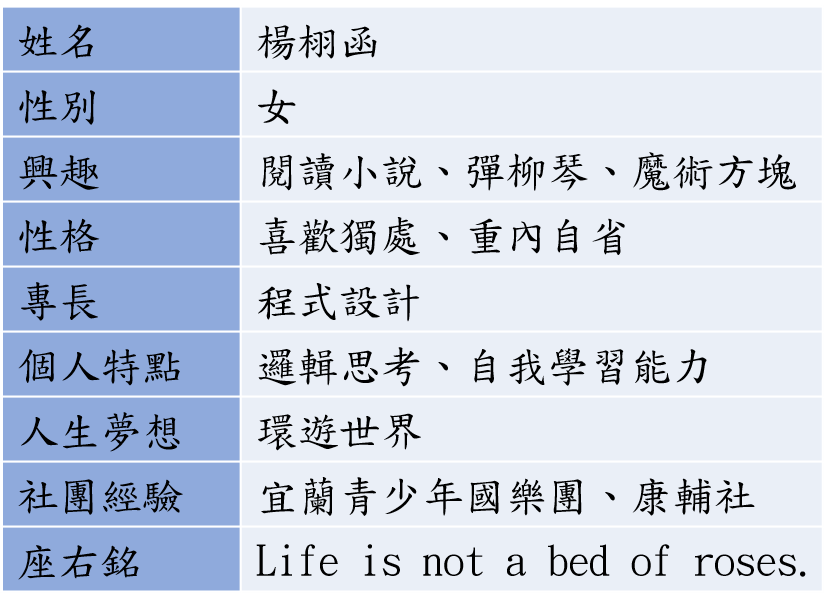 姓名 楊栩函
性別 女
興趣 閱讀小說、彈柳琴、魔術方塊
性格 喜歡獨處、重內自省
專長 程式設計
個人特點 邏輯思考、自我學習能力
人生夢想 環遊世界
社團經驗 宜蘭青少年國樂團、康輔社
座右銘 Life is not a bed of roses.